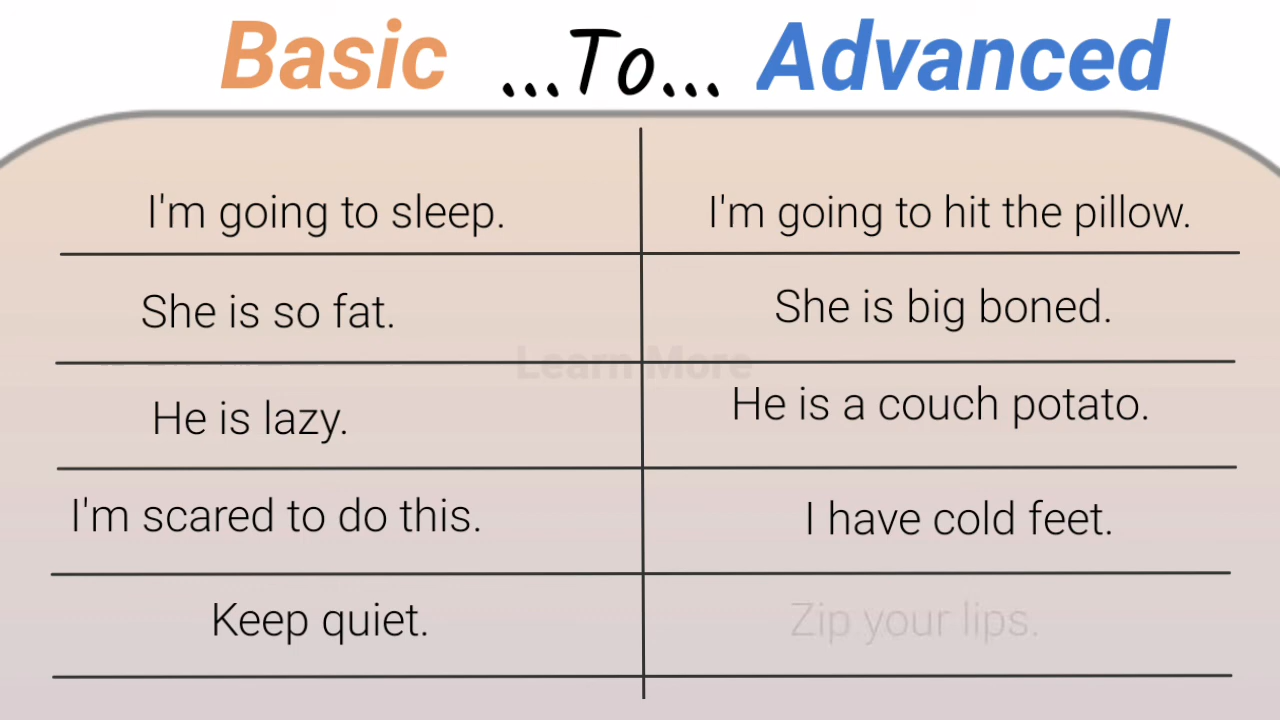 Basic ...To... Advanced
I'm going to sleep. I'm going to hit the pillow.
She is so fat. She is big boned.
Learn More
He is lazy. He is a couch potato.
I'm scared to do this. I have cold feet.
Keep quiet. Zip your lips.